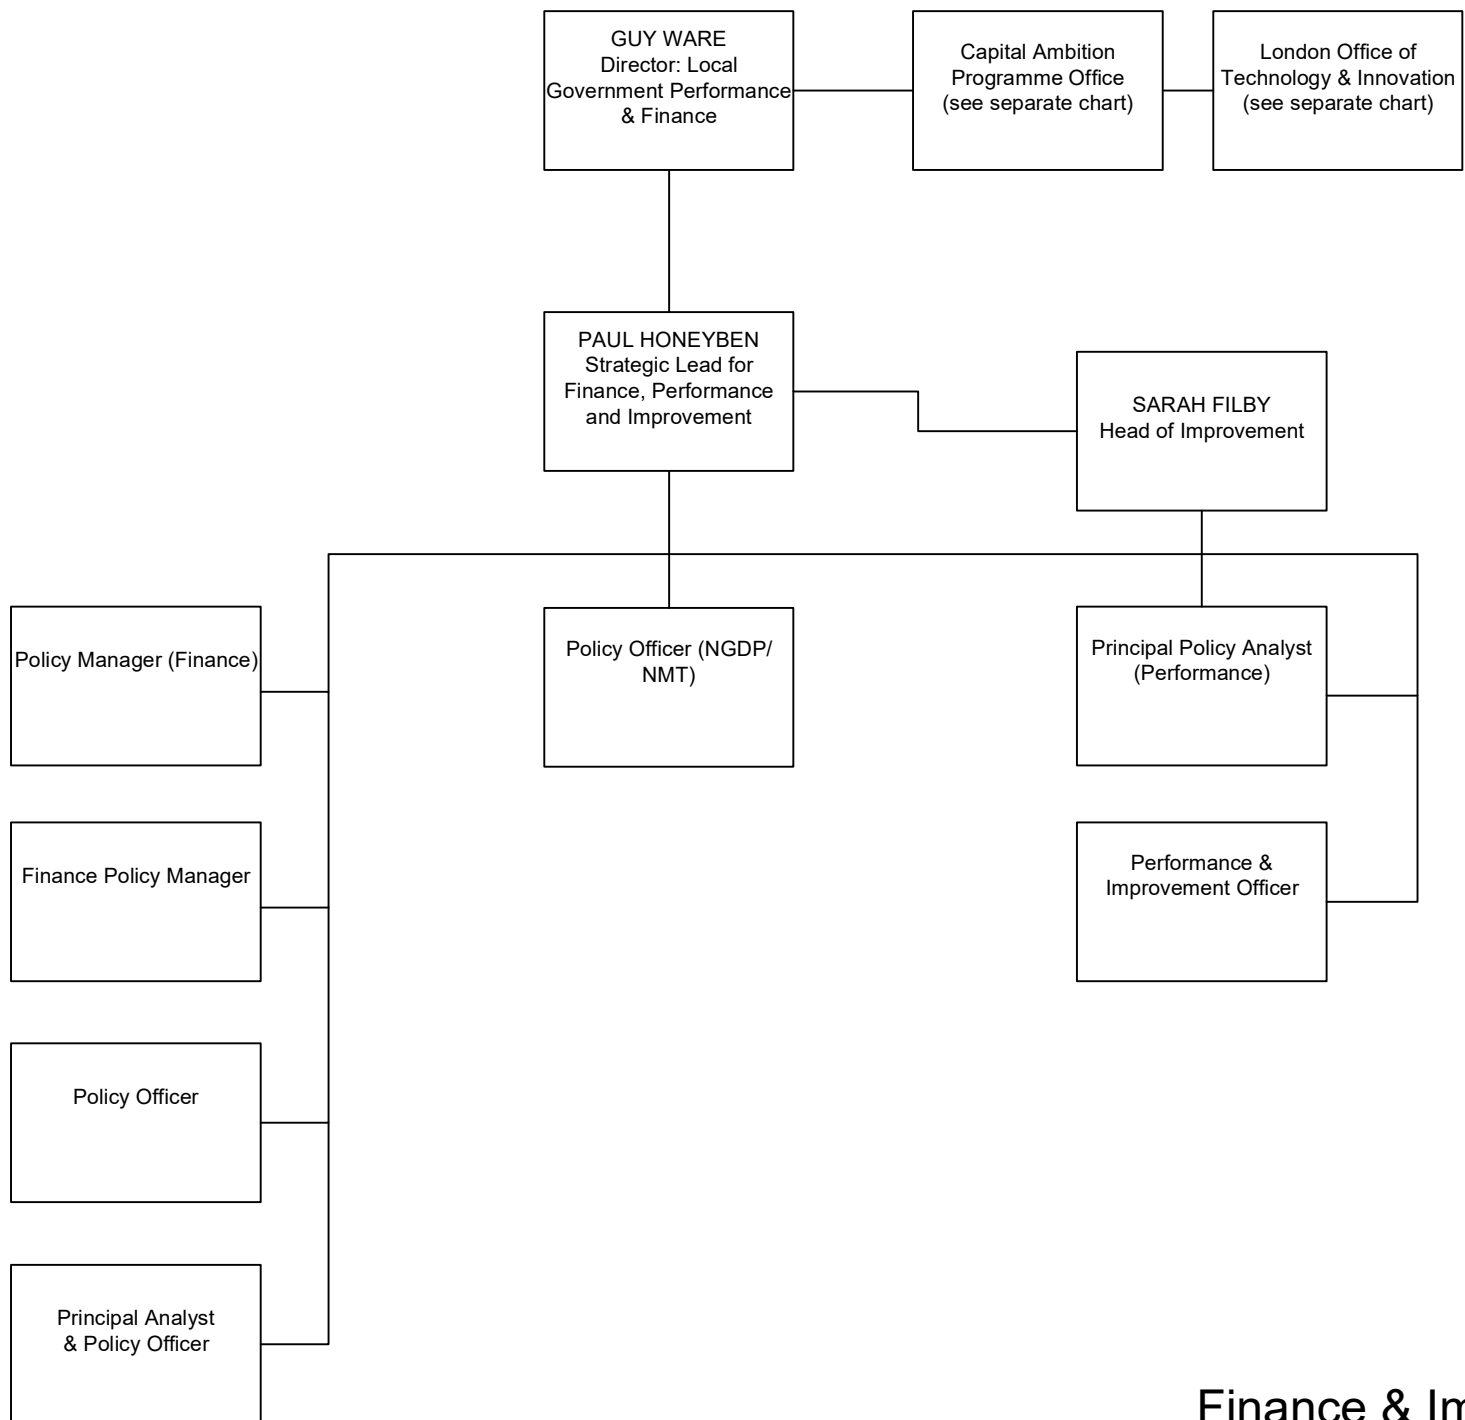 GUY WARE
Director: Local
Government Performance
& Finance
Capital Ambition
Programme Office
(see separate chart)
London Office of
Technology & Innovation
(see separate chart)
PAUL HONEYBEN
Strategic Lead for
Finance, Performance
and Improvement
SARAH FILBY
Head of Improvement
Policy Manager (Finance)
Policy Officer (NGDP/
NMT)
Principal Policy Analyst
(Performance)
Finance Policy Manager
Performance &
Improvement Officer
Policy Officer
Principal Analyst
& Policy Officer
Finance &